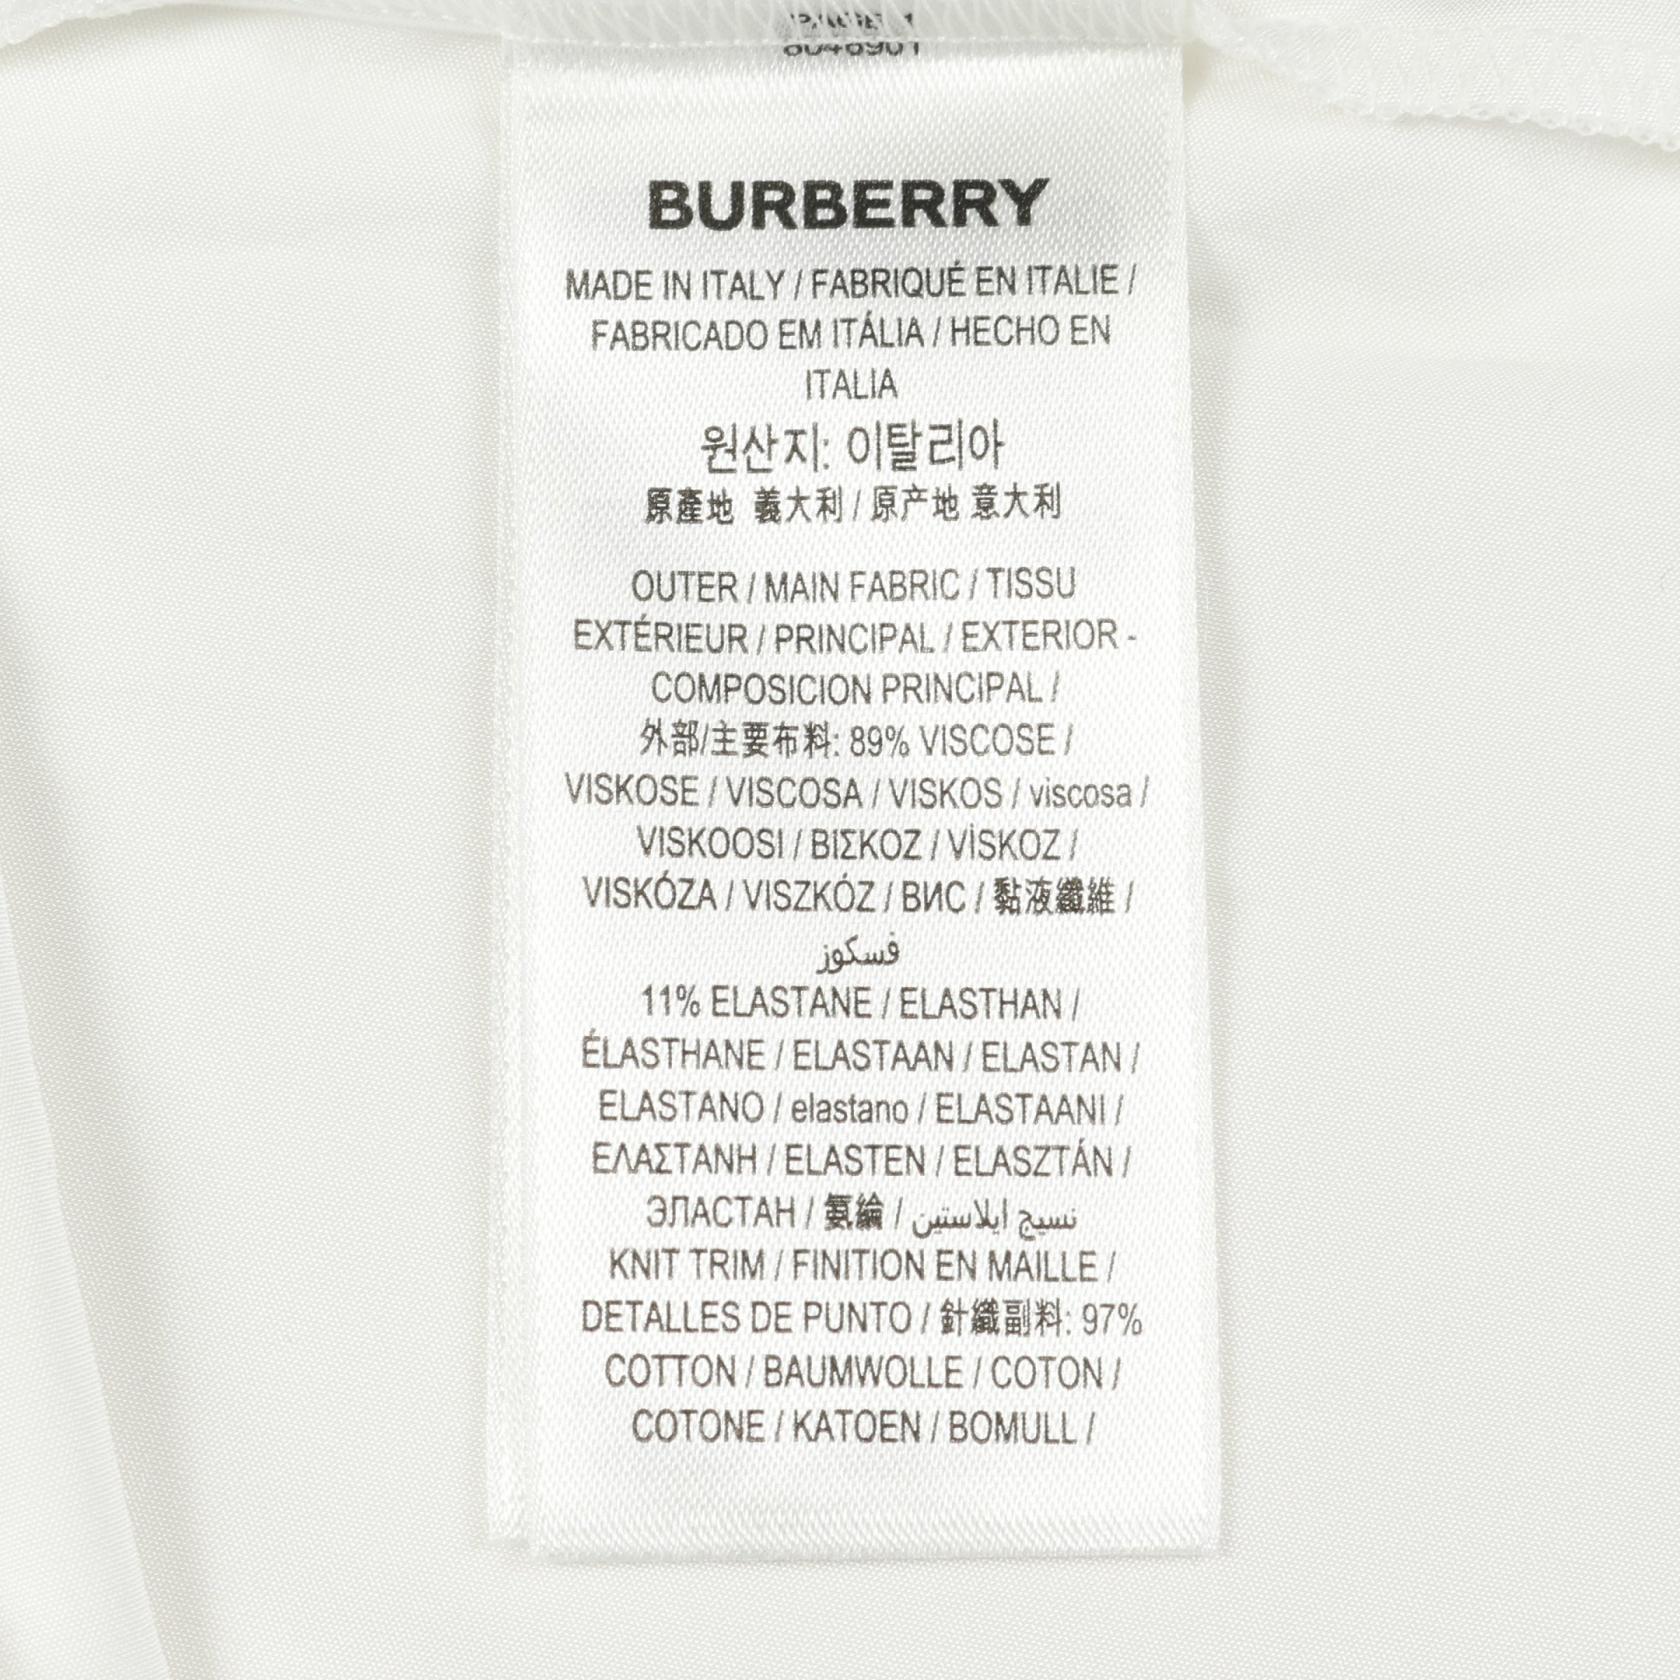 BURBERRY
MADE IN ITALY / FABRIQUÉ EN ITALIE /
FABRICADO EM ITÁLIA / HECHO EN
ITALIA
원산지: 이탈리아
原產地 義大利 / 原产地 意大利
OUTER / MAIN FABRIC / TISSU
EXTÉRIEUR / PRINCIPAL / EXTERIOR -
COMPOSICION PRINCIPAL /
外部/主要布料: 89% VISCOSE /
VISKOSE / VISCOSA / VISKOS / viscosa /
VISKOOSI / ΒΙΣΚΟΖ / VİSKOZ /
VISKÓZA / VISZKÓZ / ВИС / 黏液纖維 /
فسكوز
11% ELASTANE / ELASTHAN /
ÉLASTHANE / ELASTAAN / ELASTAN /
ELASTANO / elastano / ELASTAANI /
ΕΛΑΣΤΑΝΗ / ELASTEN / ELASZTÁN /
ЭЛАСТАН / 氨綸 / نسيج ايلاستين
KNIT TRIM / FINITION EN MAILLE /
DETALLES DE PUNTO / 針織副料: 97%
COTTON / BAUMWOLLE / COTON /
COTONE / KATOEN / BOMULL /